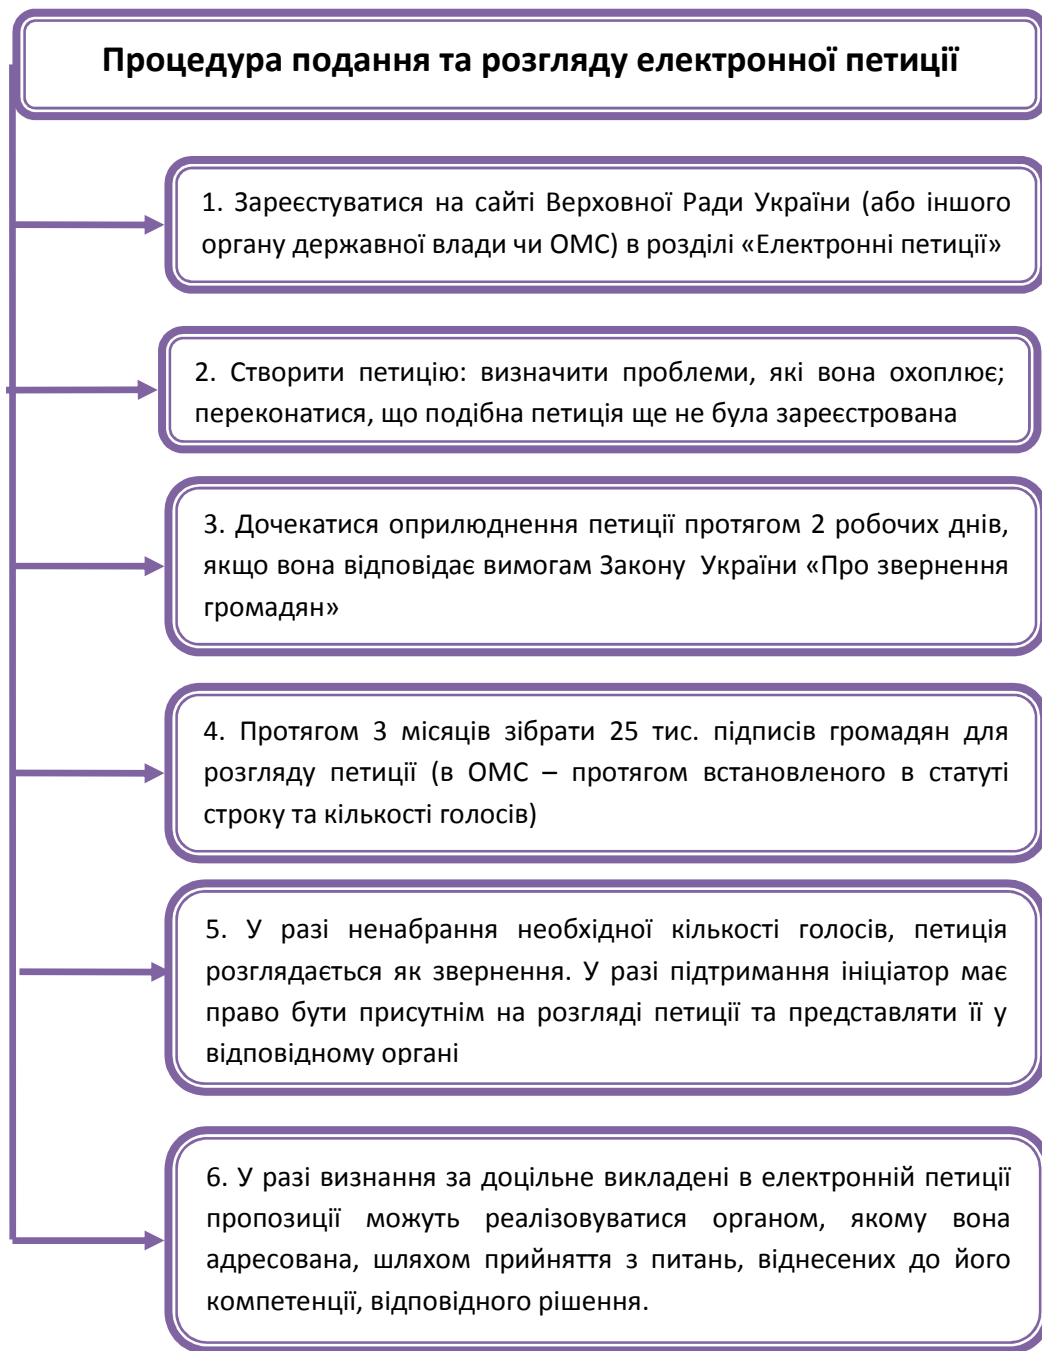 Процедура подання та розгляду електронної петиції
1. Зареєстуватися на сайті Верховної Ради України (або іншого
органу державної влади чи ОМС) в розділі «Електронні петиції»
2. Створити петицію: визначити проблеми, які вона охоплює;
переконатися, що подібна петиція ще не була зареєстрована
3. Дочекатися оприлюднення петиції протягом 2 робочих днів,
якщо вона відповідає вимогам Закону України «Про звернення
громадян»
4. Протягом 3 місяців зібрати 25 тис. підписів громадян для
розгляду петиції (в ОМС – протягом встановленого в статуті
строку та кількості голосів)
5. У разі ненабрання необхідної кількості голосів, петиція
розглядається як звернення. У разі підтримання ініціатор має
право бути присутнім на розгляді петиції та представляти її у
відповідному органі
6. У разі визнання за доцільне викладені в електронній петиції
пропозиції можуть реалізовуватися органом, якому вона
адресована, шляхом прийняття з питань, віднесених до його
компетенції, відповідного рішення.